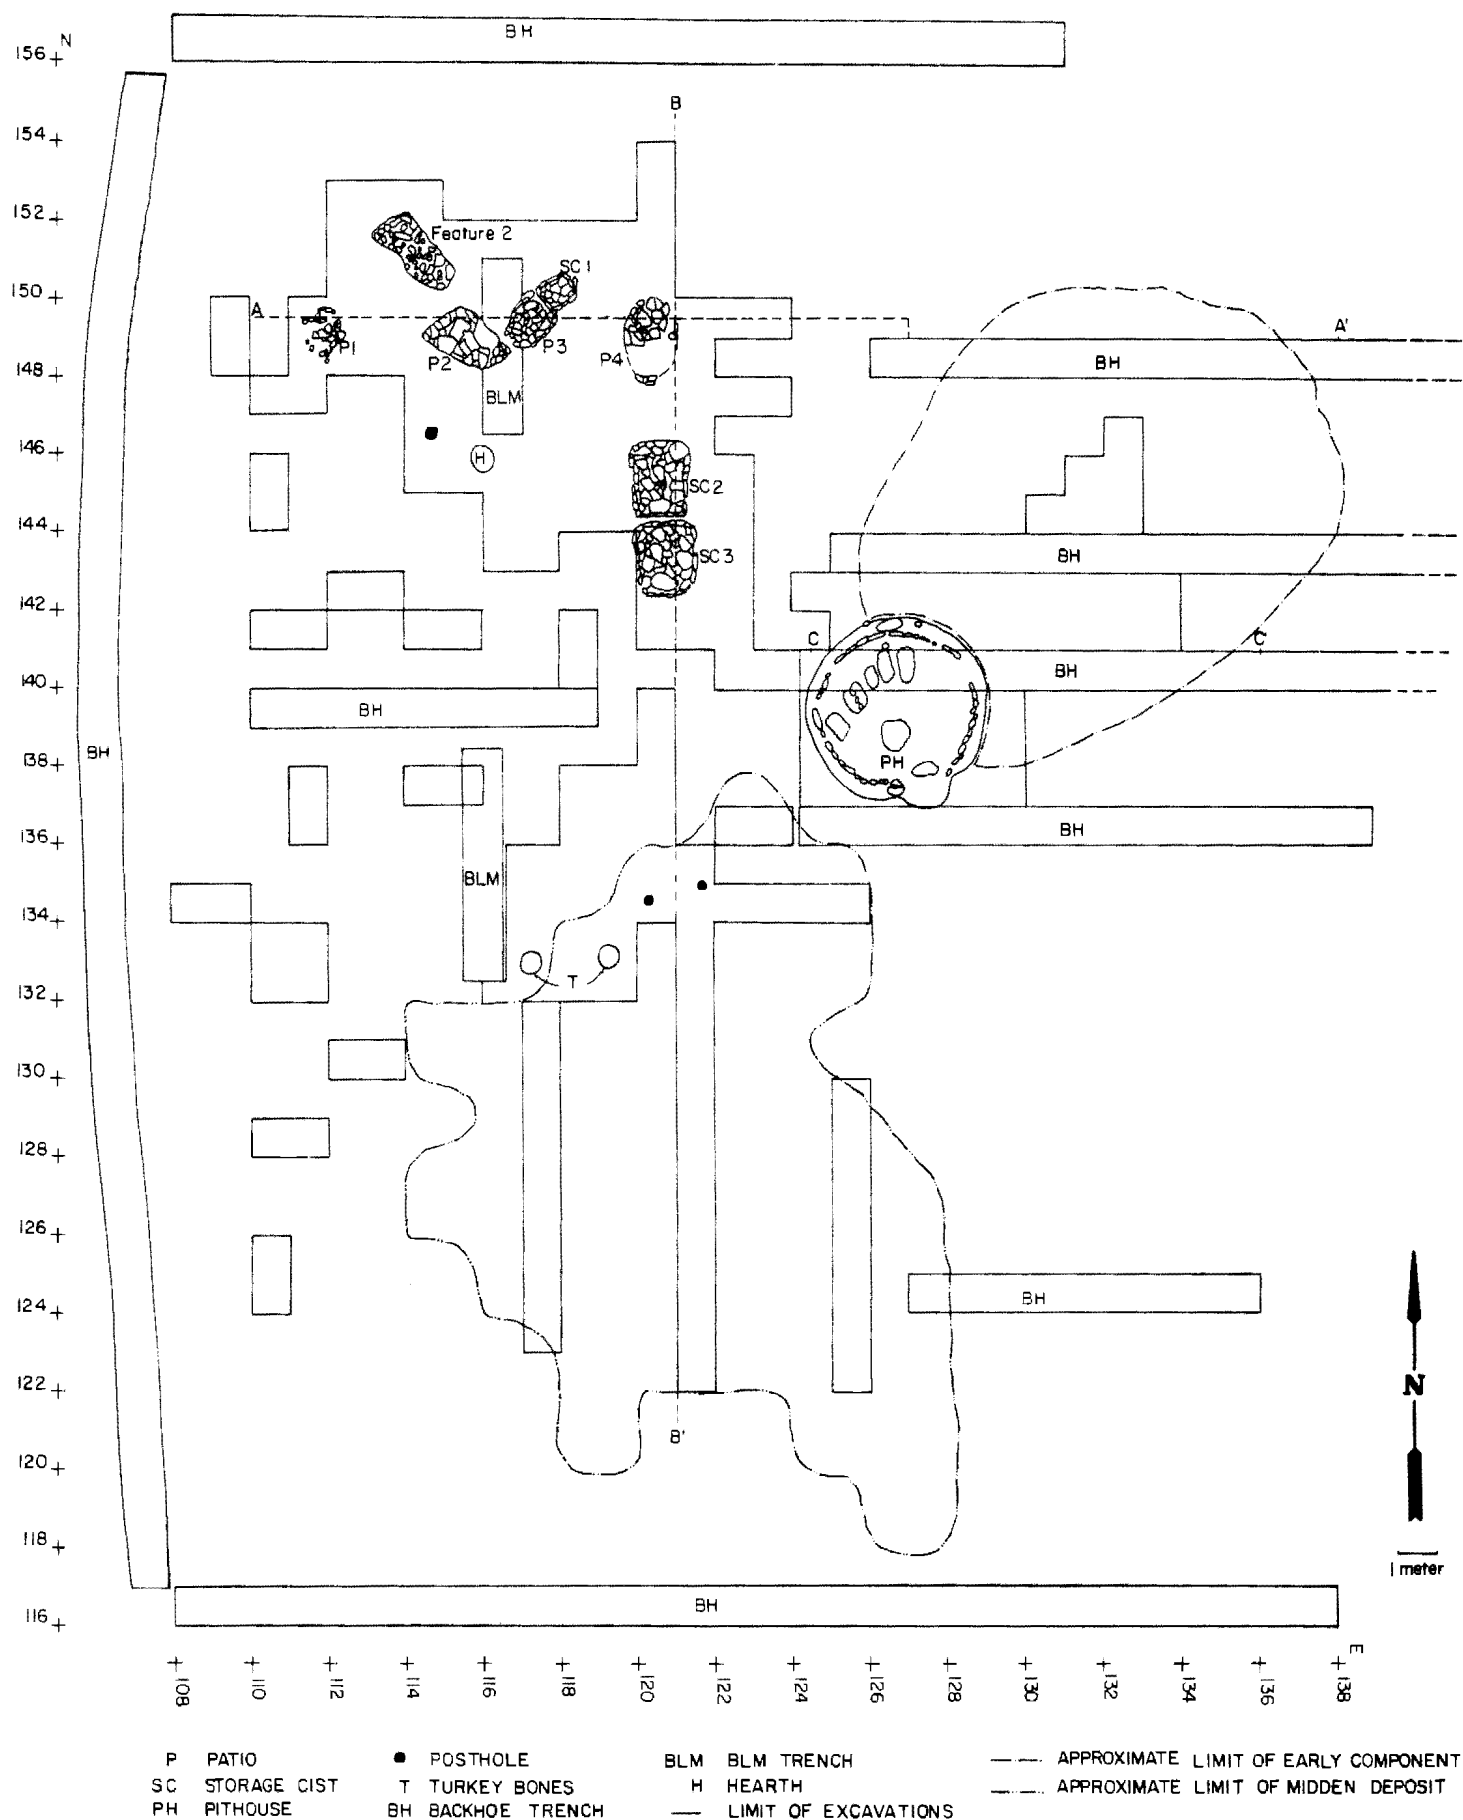 N
156
BH
B
154
152
Feature 2
SC 1
150
A
A'
P1
P2
P3
P4
BH
148
BLM
146
H
SC 2
144
SC 3
BH
142
C
C'
140
BH
BH
BH
138
PH
136
BH
BLM
134
T
132
130
128
126
124
BH
122
N
B'
120
118
1 meter
116
BH
E
108 110 112 114 116 118 120 122 124 126 128 130 132 134 136 138
P PATIO ● POSTHOLE BLM BLM TRENCH APPROXIMATE LIMIT OF EARLY COMPONENT
SC STORAGE CIST T TURKEY BONES H HEARTH APPROXIMATE LIMIT OF MIDDEN DEPOSIT
PH PITHOUSE BH BACKHOE TRENCH — LIMIT OF EXCAVATIONS